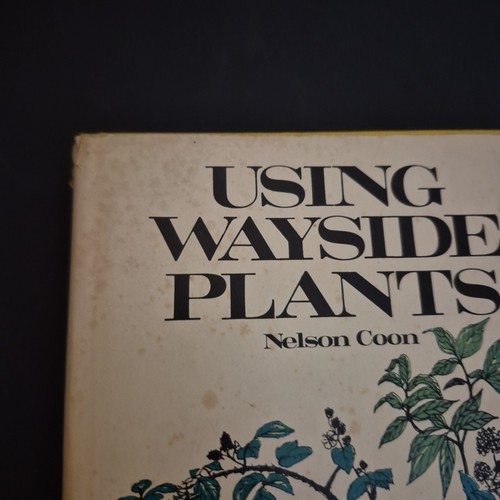 USING
WAYSIDE
PLANTS
Nelson Coon